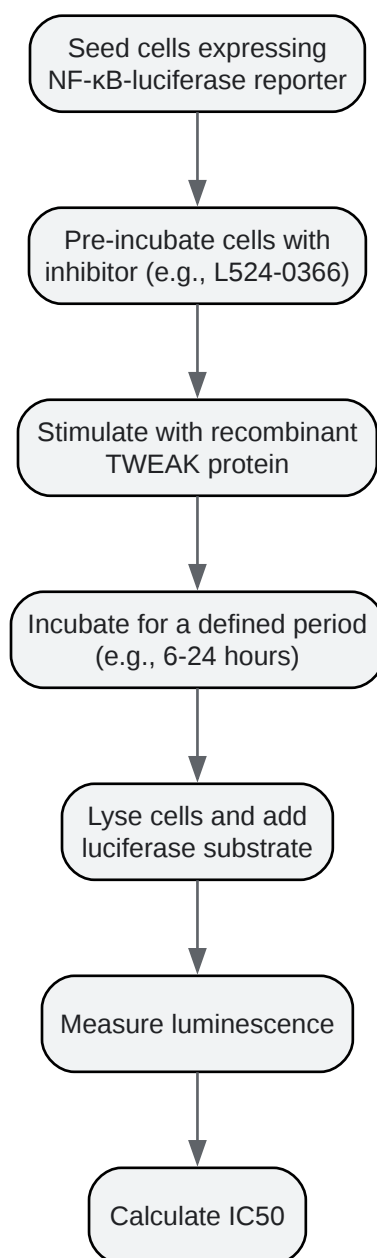 Seed cells expressing
NF-κB-luciferase reporter
Pre-incubate cells with
inhibitor (e.g., L524-0366)
Stimulate with recombinant
TWEAK protein
Incubate for a defined period
(e.g., 6-24 hours)
Lyse cells and add
luciferase substrate
Measure luminescence
Calculate IC50